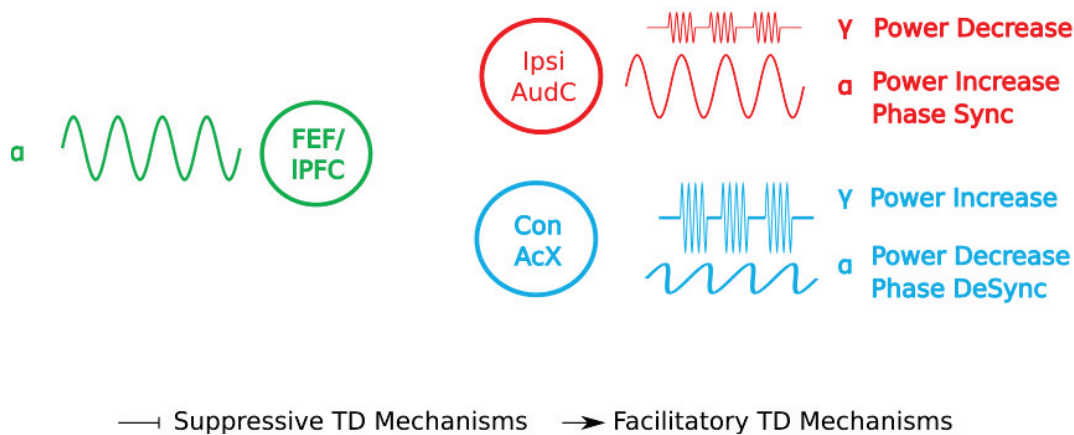 α
FEF/
lPFC
Ipsi
AudC
γ Power Decrease
α Power Increase
Phase Sync
Con
AcX
γ Power Increase
α Power Decrease
Phase DeSync
Suppressive TD Mechanisms
Facilitatory TD Mechanisms